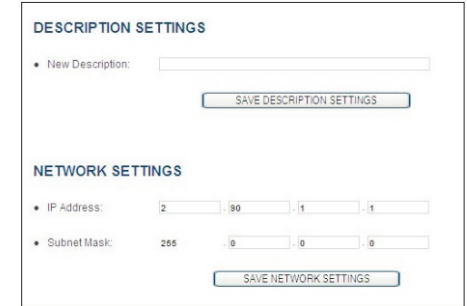 DESCRIPTION SETTINGS
• New Description:
SAVE DESCRIPTION SETTINGS
NETWORK SETTINGS
• IP Address: 2 . 90 . 1 . 1
• Subnet Mask: 255 . 0 . 0 . 0
SAVE NETWORK SETTINGS